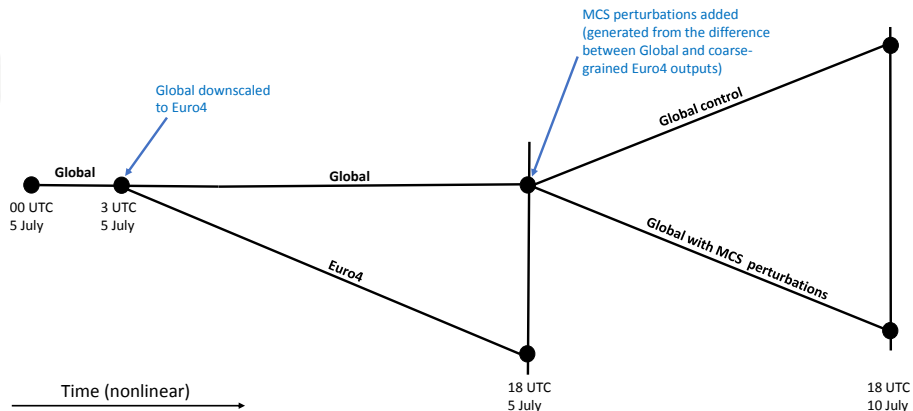 MCS perturbations added
(generated from the difference
between Global and coarse-
grained Euro4 outputs)
Global downscaled
to Euro4
Global control
Global
Global
00 UTC
5 July
3 UTC
5 July
Euro4
Global with MCS perturbations
Time (nonlinear)
18 UTC
5 July
18 UTC
10 July